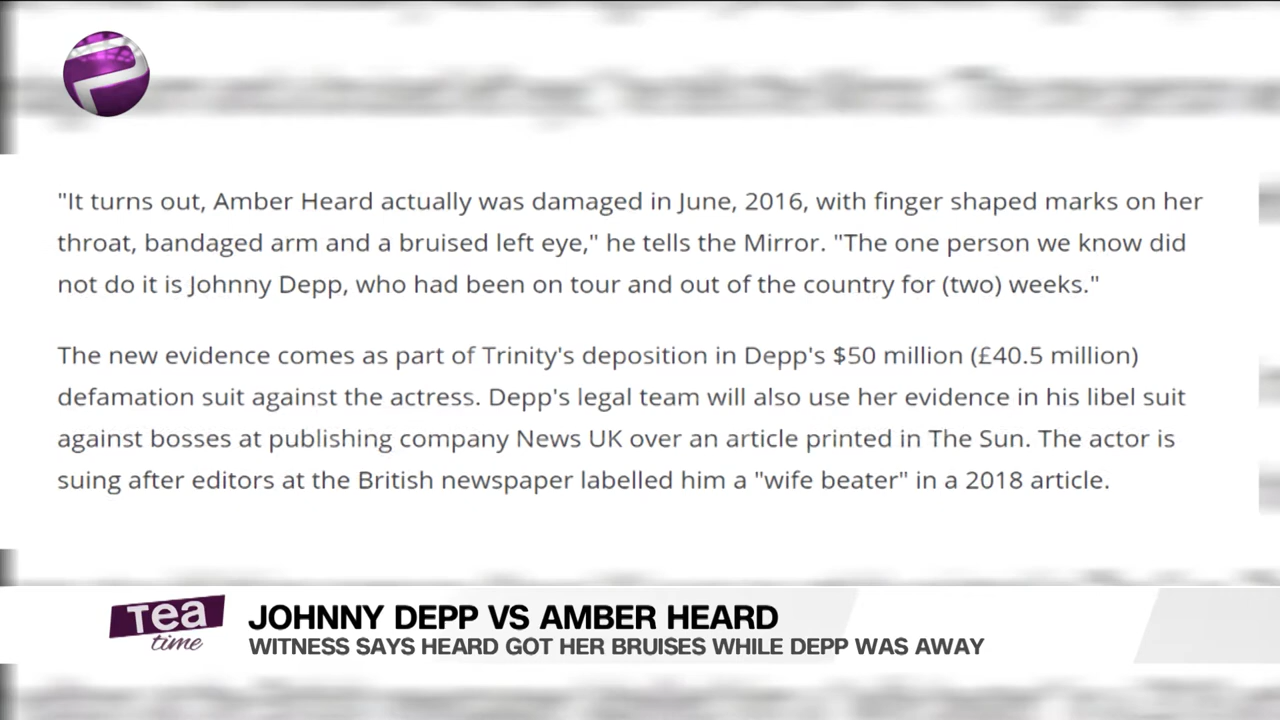 "It turns out, Amber Heard actually was damaged in June, 2016, with finger shaped marks on her
throat, bandaged arm and a bruised left eye," he tells the Mirror. "The one person we know did
not do it is Johnny Depp, who had been on tour and out of the country for (two) weeks."
The new evidence comes as part of Trinity's deposition in Depp's $50 million (£40.5 million)
defamation suit against the actress. Depp's legal team will also use her evidence in his libel suit
against bosses at publishing company News UK over an article printed in The Sun. The actor is
suing after editors at the British newspaper labelled him a "wife beater" in a 2018 article.
Tea
time
JOHNNY DEPP VS AMBER HEARD
WITNESS SAYS HEARD GOT HER BRUISES WHILE DEPP WAS AWAY